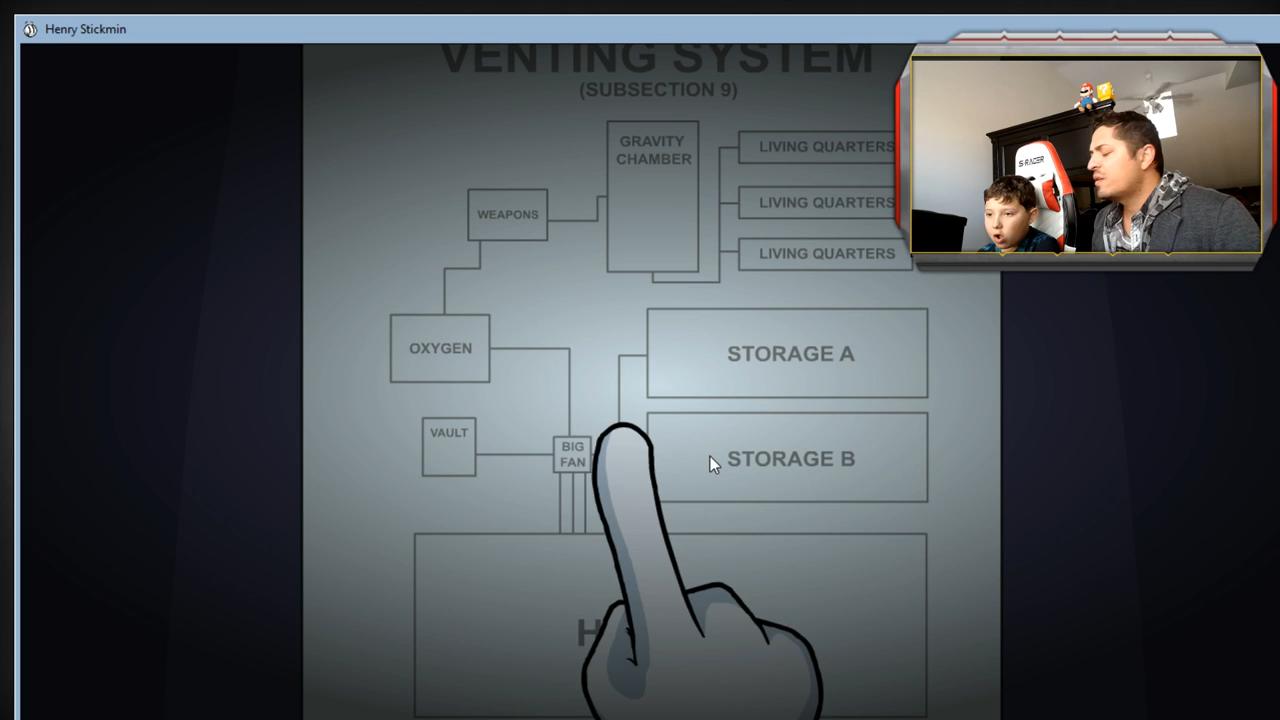 Henry Stickmin
VENTING SYSTEM
(SUBSECTION 9)
GRAVITY
CHAMBER
LIVING QUARTERS
WEAPONS
LIVING QUARTERS
LIVING QUARTERS
OXYGEN
STORAGE A
VAULT
BIG
FAN
STORAGE B
H
S-RACER